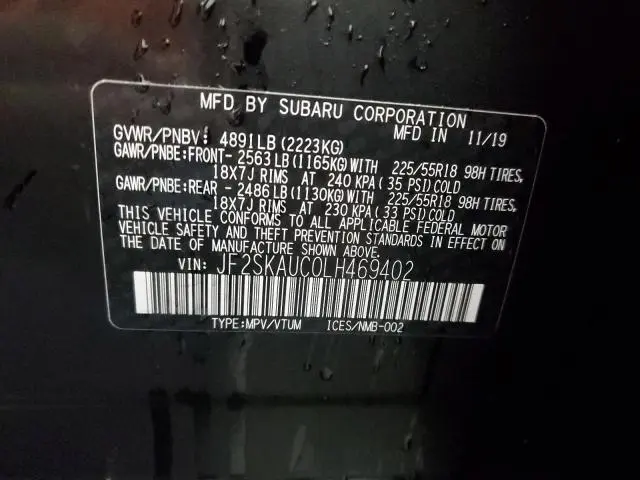 MFD BY SUBARU CORPORATION
GVWR/PNBV: 4891LB(2223KG) MFD IN 11/19
GAWR/PNBE:FRONT- 2563LB(1165KG)WITH 225/55R18 98H TIRES,
18X7J RIMS AT 240 KPA(35 PSI)COLD
GAWR/PNBE:REAR - 2486LB(1130KG)WITH 225/55R18 98H TIRES,
18X7J RIMS AT 230 KPA(33 PSI)COLD
THIS VEHICLE CONFORMS TO ALL APPLICABLE FEDERAL MOTOR
VEHICLE SAFETY AND THEFT PREVENTION STANDARDS IN EFFECT ON
THE DATE OF MANUFACTURE SHOWN ABOVE.
VIN: JF2SKAUC0LH469402
TYPE:MPV/VTUM ICES/NMB-002